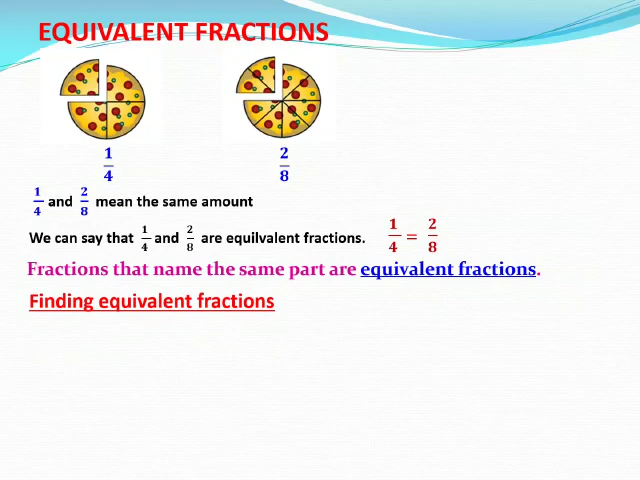 EQUIVALENT FRACTIONS
1/4 2/8
1/4 and 2/8 mean the same amount
We can say that 1/4 and 2/8 are equilvalent fractions. 1/4 = 2/8
Fractions that name the same part are equivalent fractions.
Finding equivalent fractions